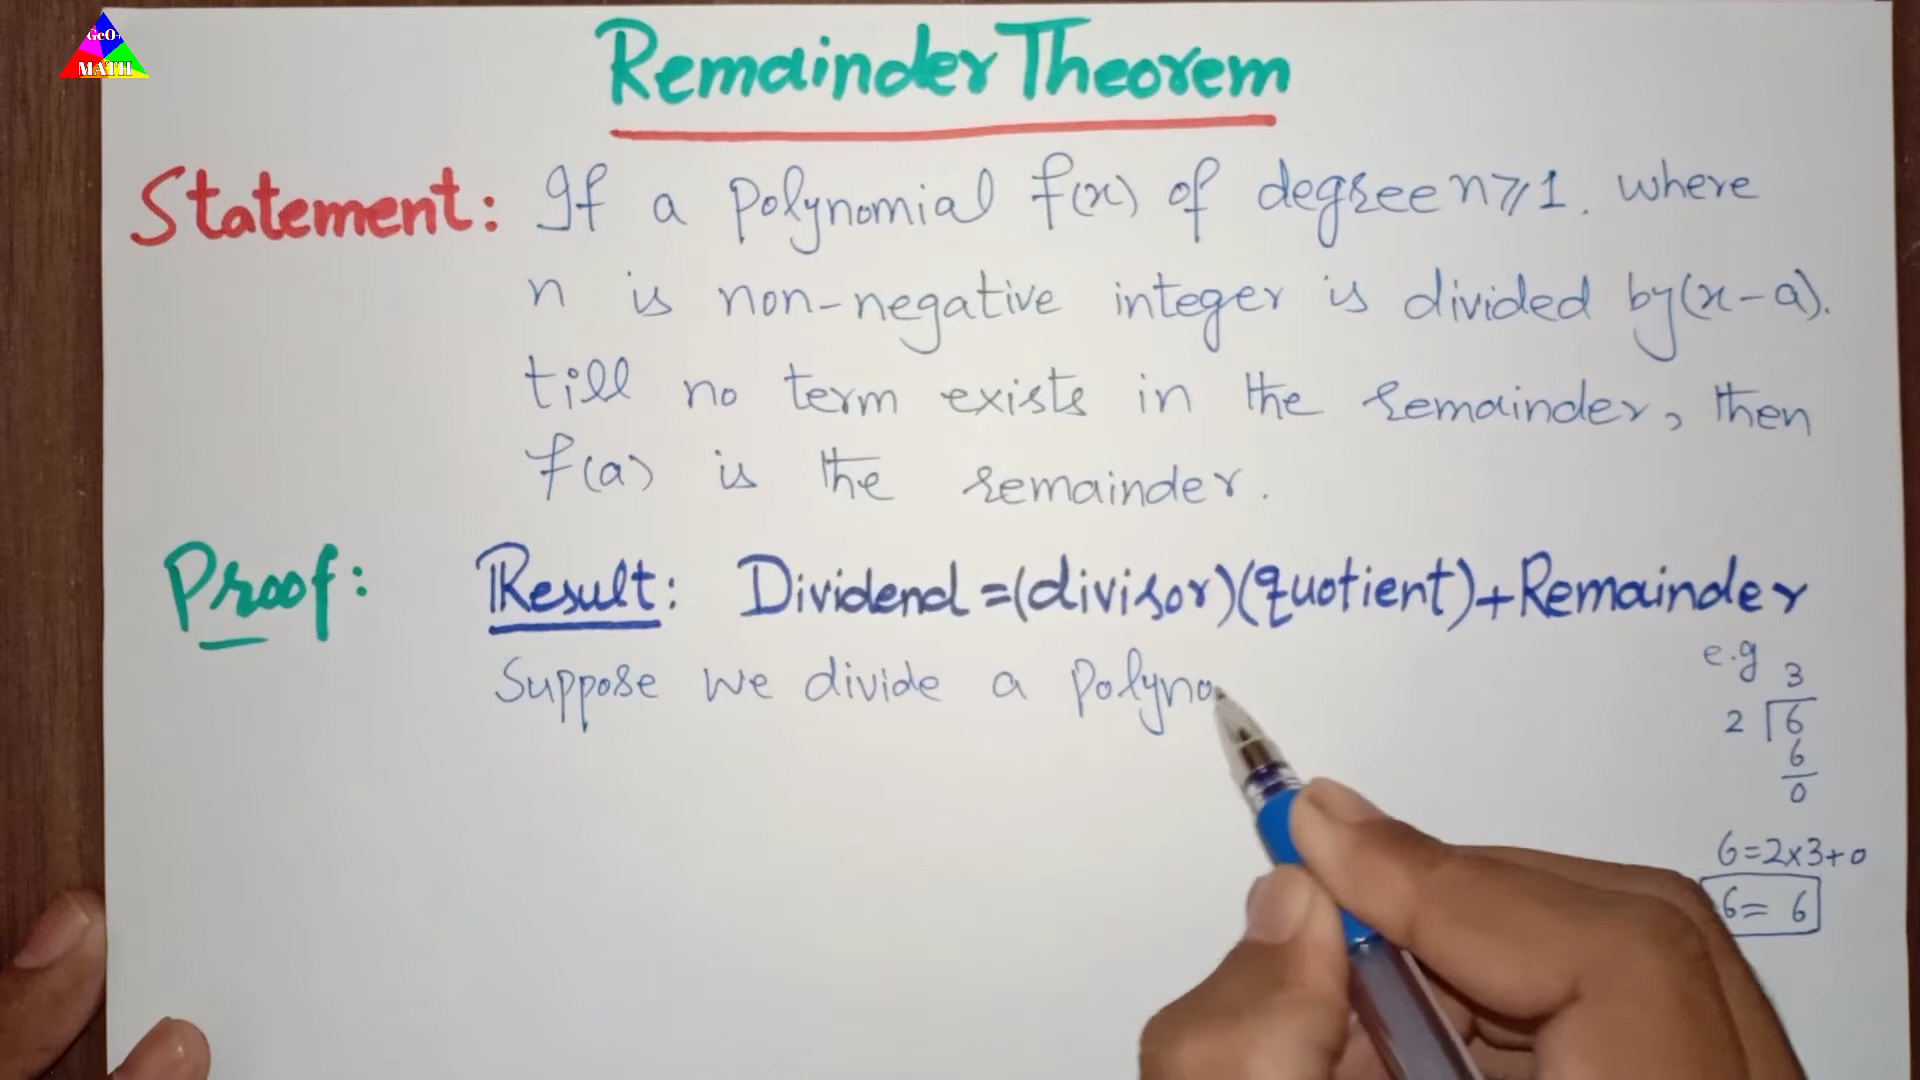 GeO+
MATH
Remainder Theorem
Statement: If a polynomial f(x) of degree n⩾1. where
n is non-negative integer is divided by (x-a).
till no term exists in the remainder, then
f(a) is the remainder.
Proof: Result: Dividend=(divisor)(quotient)+Remainder
Suppose we divide a Polyno
e.g
3
2 6
6
0
6=2×3+0
6= 6